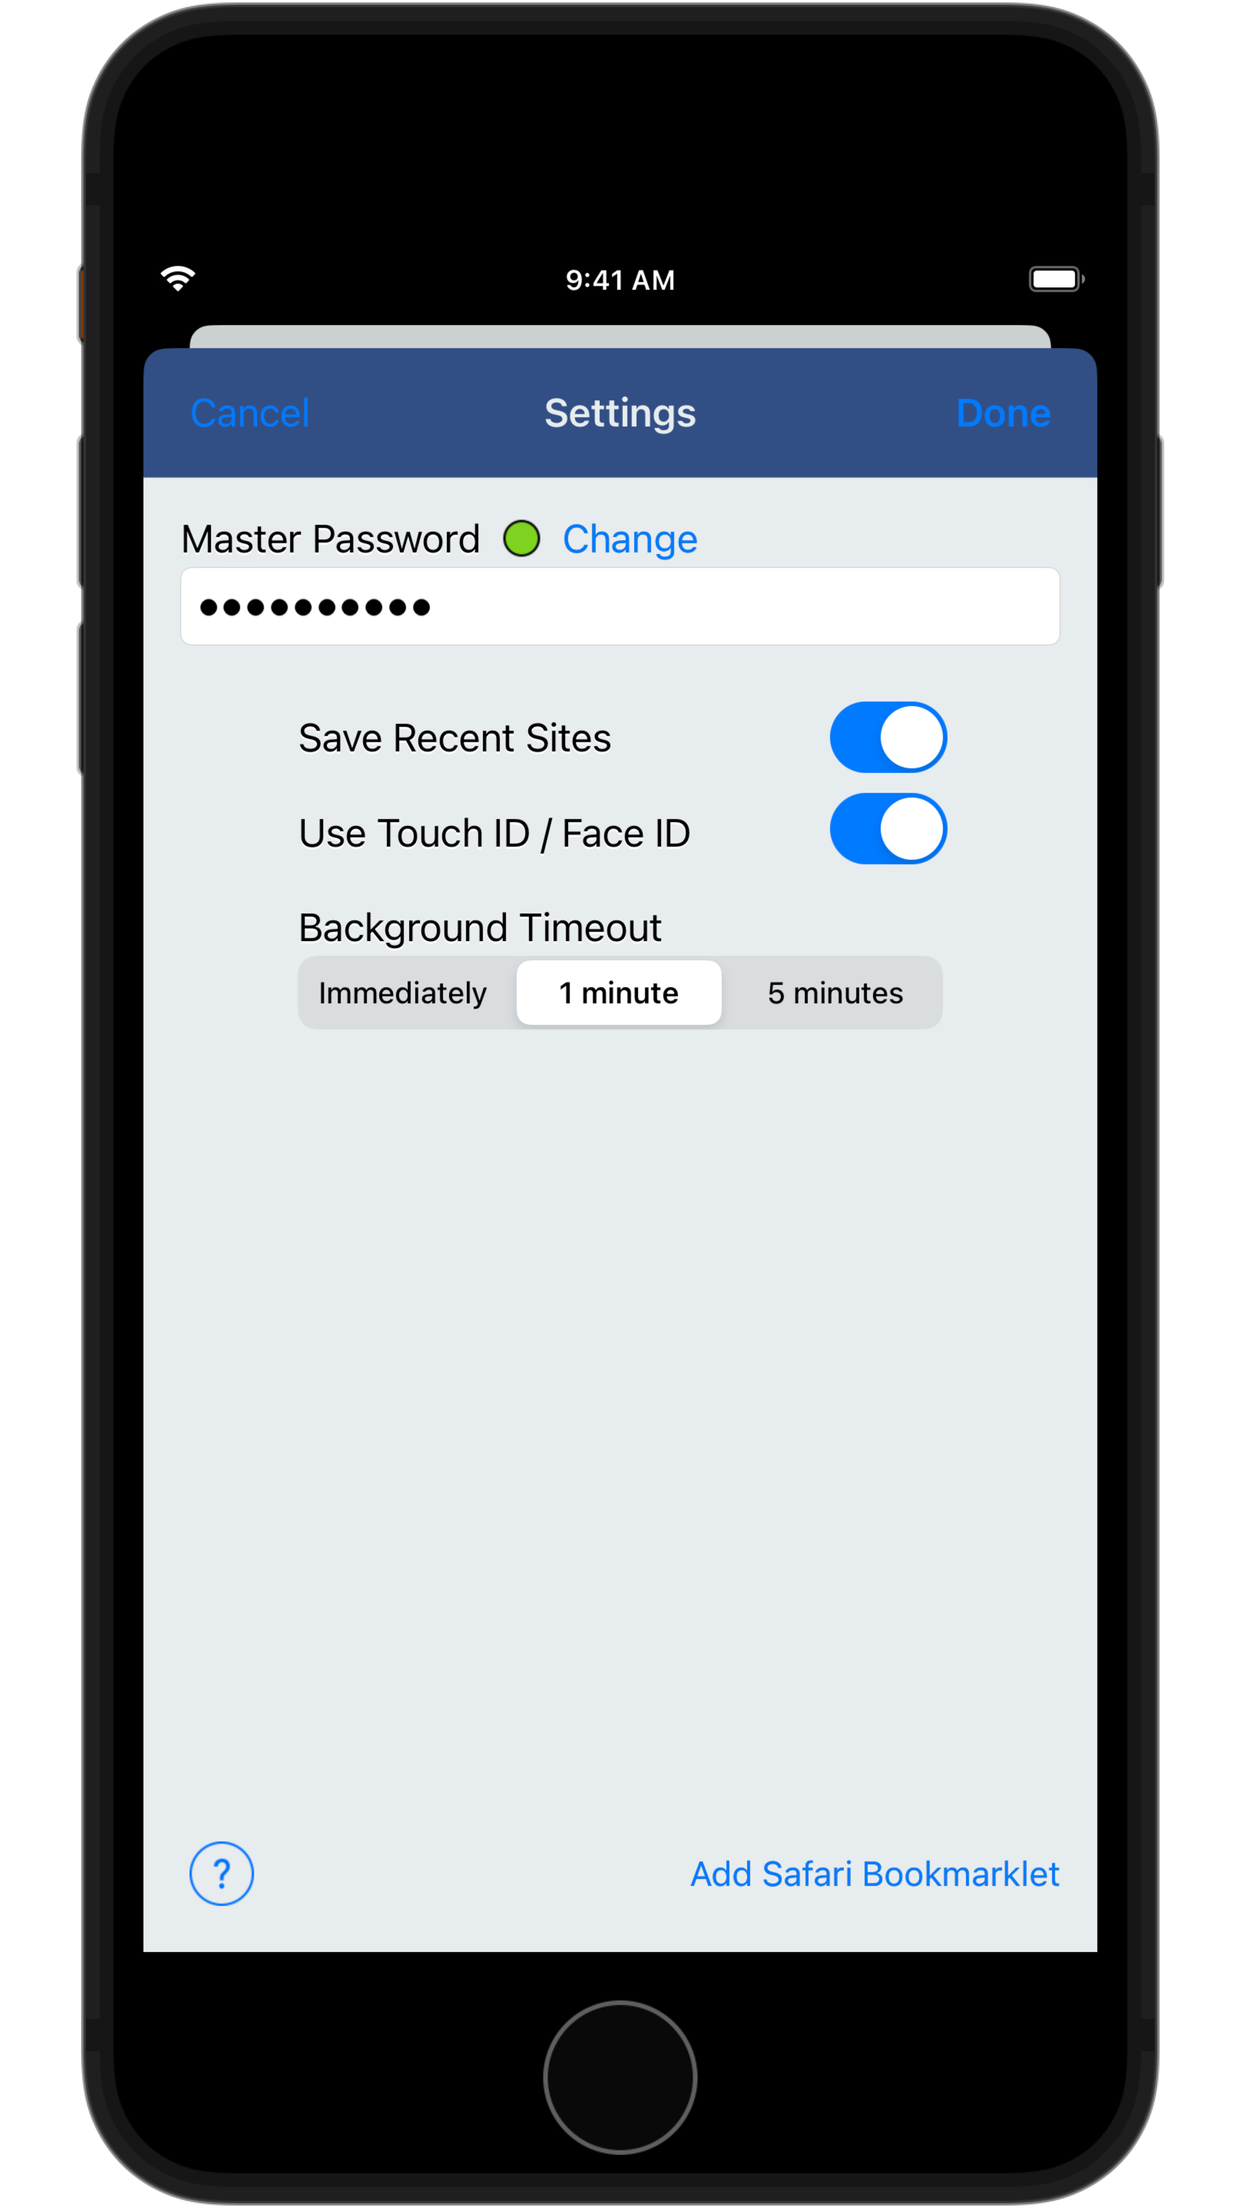 9:41 AM
Cancel Settings Done
Master Password Change
••••••••••
Save Recent Sites
Use Touch ID / Face ID
Background Timeout
Immediately 1 minute 5 minutes
? Add Safari Bookmarklet